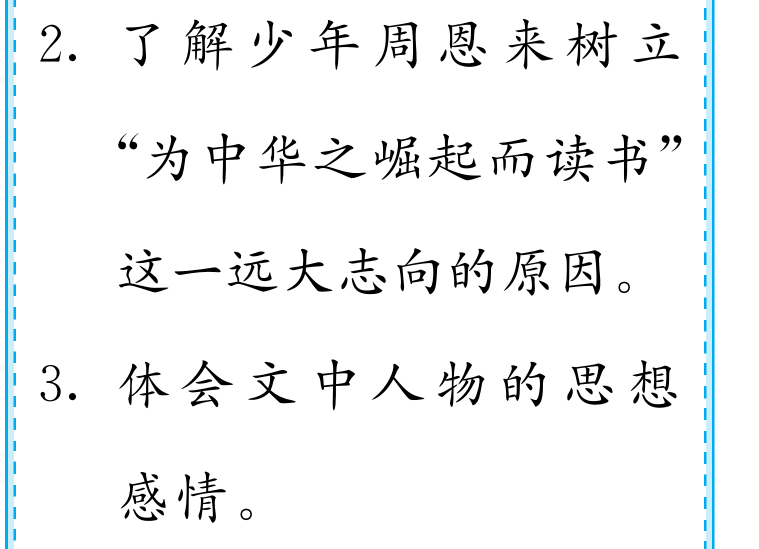 2. 了解少年周恩来树立
“为中华之崛起而读书”
这一远大志向的原因。
3. 体会文中人物的思想
感情。